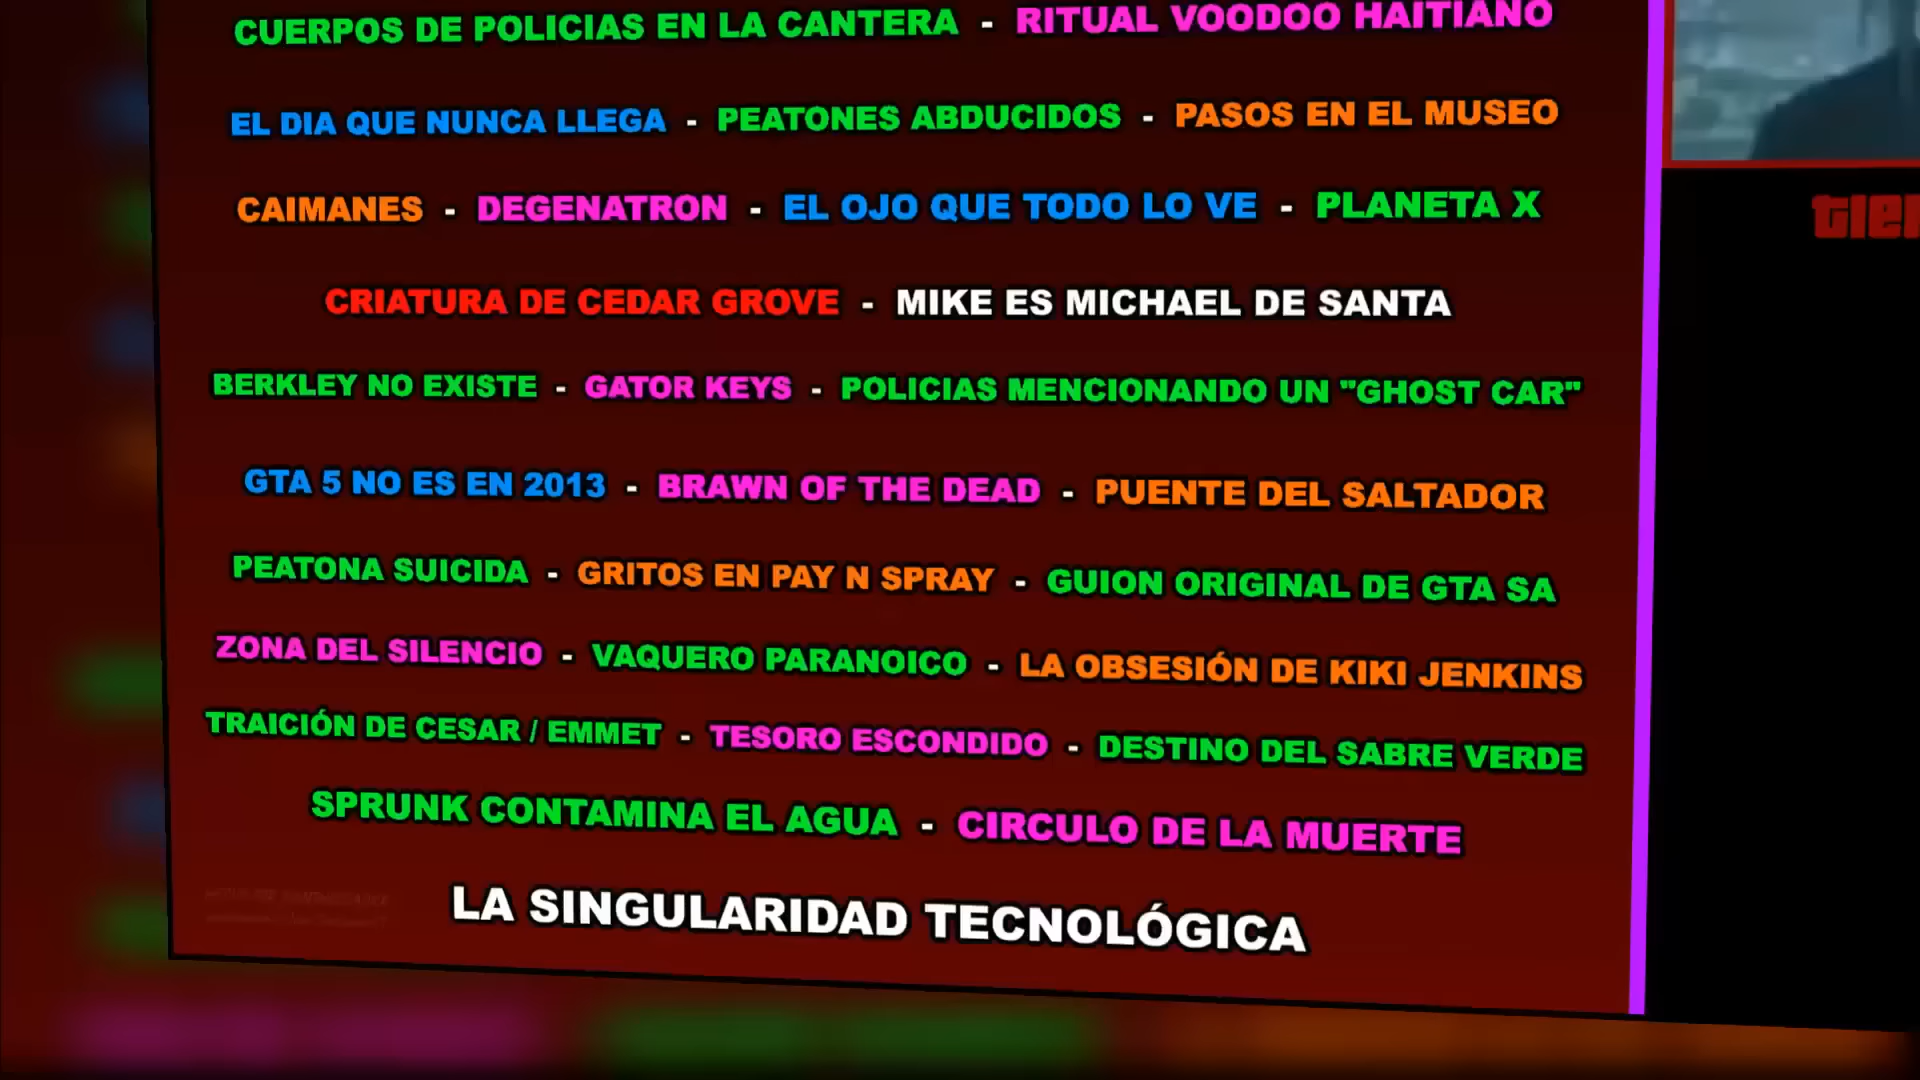 CUERPOS DE POLICIAS EN LA CANTERA - RITUAL VOODOO HAITIANO
EL DIA QUE NUNCA LLEGA - PEATONES ABDUCIDOS - PASOS EN EL MUSEO
CAIMANES - DEGENATRON - EL OJO QUE TODO LO VE - PLANETA X
CRIATURA DE CEDAR GROVE - MIKE ES MICHAEL DE SANTA
BERKLEY NO EXISTE - GATOR KEYS - POLICIAS MENCIONANDO UN "GHOST CAR"
GTA 5 NO ES EN 2013 - BRAWN OF THE DEAD - PUENTE DEL SALTADOR
PEATONA SUICIDA - GRITOS EN PAY N SPRAY - GUION ORIGINAL DE GTA SA
ZONA DEL SILENCIO - VAQUERO PARANOICO - LA OBSESIÓN DE KIKI JENKINS
TRAICIÓN DE CESAR / EMMET - TESORO ESCONDIDO - DESTINO DEL SABRE VERDE
SPRUNK CONTAMINA EL AGUA - CIRCULO DE LA MUERTE
LA SINGULARIDAD TECNOLÓGICA